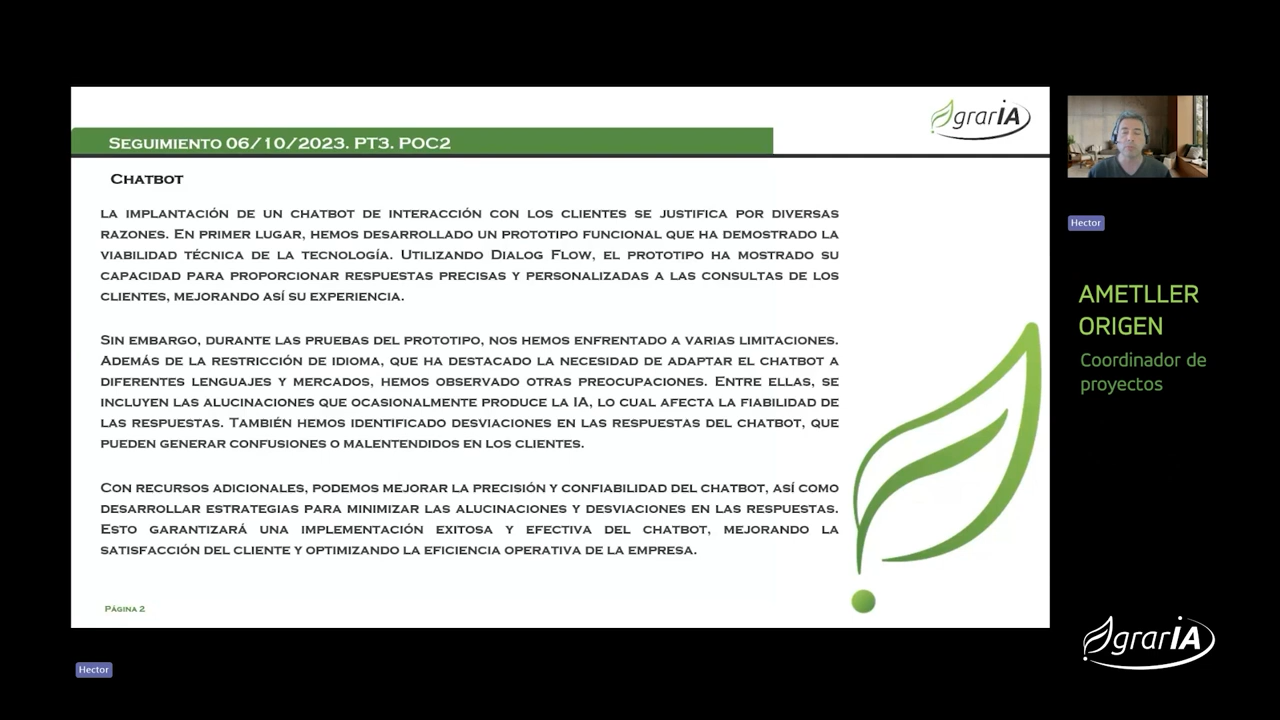 AgrarIA
Seguimiento 06/10/2023. PT3. POC2
Chatbot
La implantación de un chatbot de interacción con los clientes se justifica por diversas
razones. En primer lugar, hemos desarrollado un prototipo funcional que ha demostrado la
viabilidad técnica de la tecnología. Utilizando Dialog Flow, el prototipo ha mostrado su
capacidad para proporcionar respuestas precisas y personalizadas a las consultas de los
clientes, mejorando así su experiencia.
Sin embargo, durante las pruebas del prototipo, nos hemos enfrentado a varias limitaciones.
Además de la restricción de idioma, que ha destacado la necesidad de adaptar el chatbot a
diferentes lenguajes y mercados, hemos observado otras preocupaciones. Entre ellas, se
incluyen las alucinaciones que ocasionalmente produce la IA, lo cual afecta la fiabilidad de
las respuestas. También hemos identificado desviaciones en las respuestas del chatbot, que
pueden generar confusiones o malentendidos en los clientes.
Con recursos adicionales, podemos mejorar la precisión y confiabilidad del chatbot, así como
desarrollar estrategias para minimizar las alucinaciones y desviaciones en las respuestas.
Esto garantizará una implementación exitosa y efectiva del chatbot, mejorando la
satisfacción del cliente y optimizando la eficiencia operativa de la empresa.
Página 2
Hector
Hector
AMETLLER
ORIGEN
Coordinador de
proyectos
AgrarIA